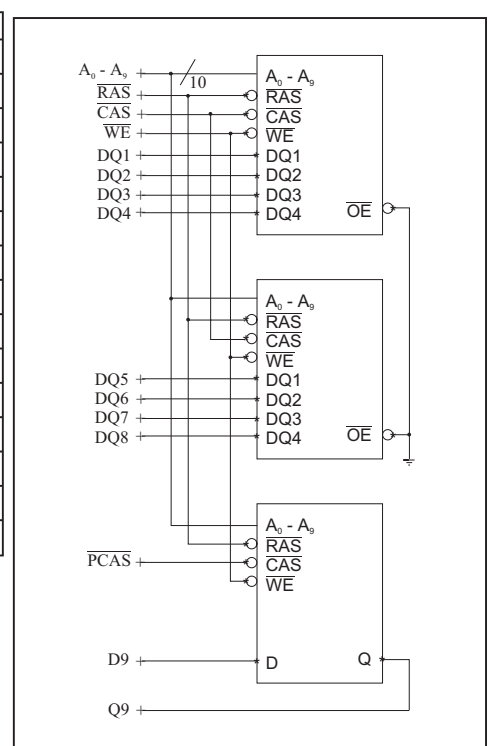 A₀ - A₉ 10 A₀ - A₉
RAS RAS
CAS CAS
WE WE
DQ1 DQ1
DQ2 DQ2
DQ3 DQ3
DQ4 DQ4 OE
A₀ - A₉
RAS
CAS
WE
DQ5 DQ1
DQ6 DQ2
DQ7 DQ3
DQ8 DQ4 OE
A₀ - A₉
RAS
PCAS CAS
WE
D9 D Q
Q9